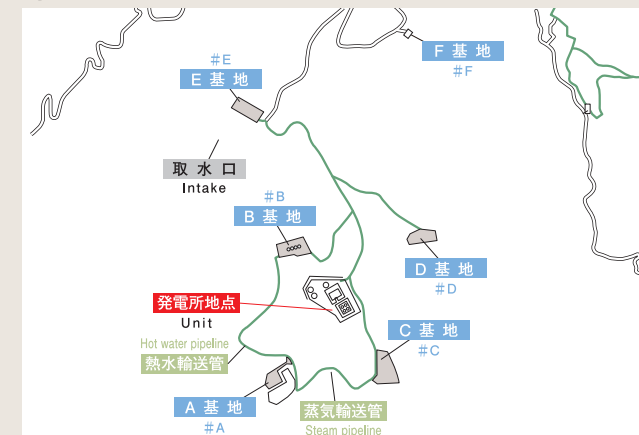 F 基 地
#F
#E
E 基 地
取 水 口
Intake
#B
B 基 地
D 基 地
#D
発電所地点
Unit
Hot water pipeline
熱水輸送管
C 基 地
#C
A 基 地
#A
蒸気輸送管
Steam pipeline